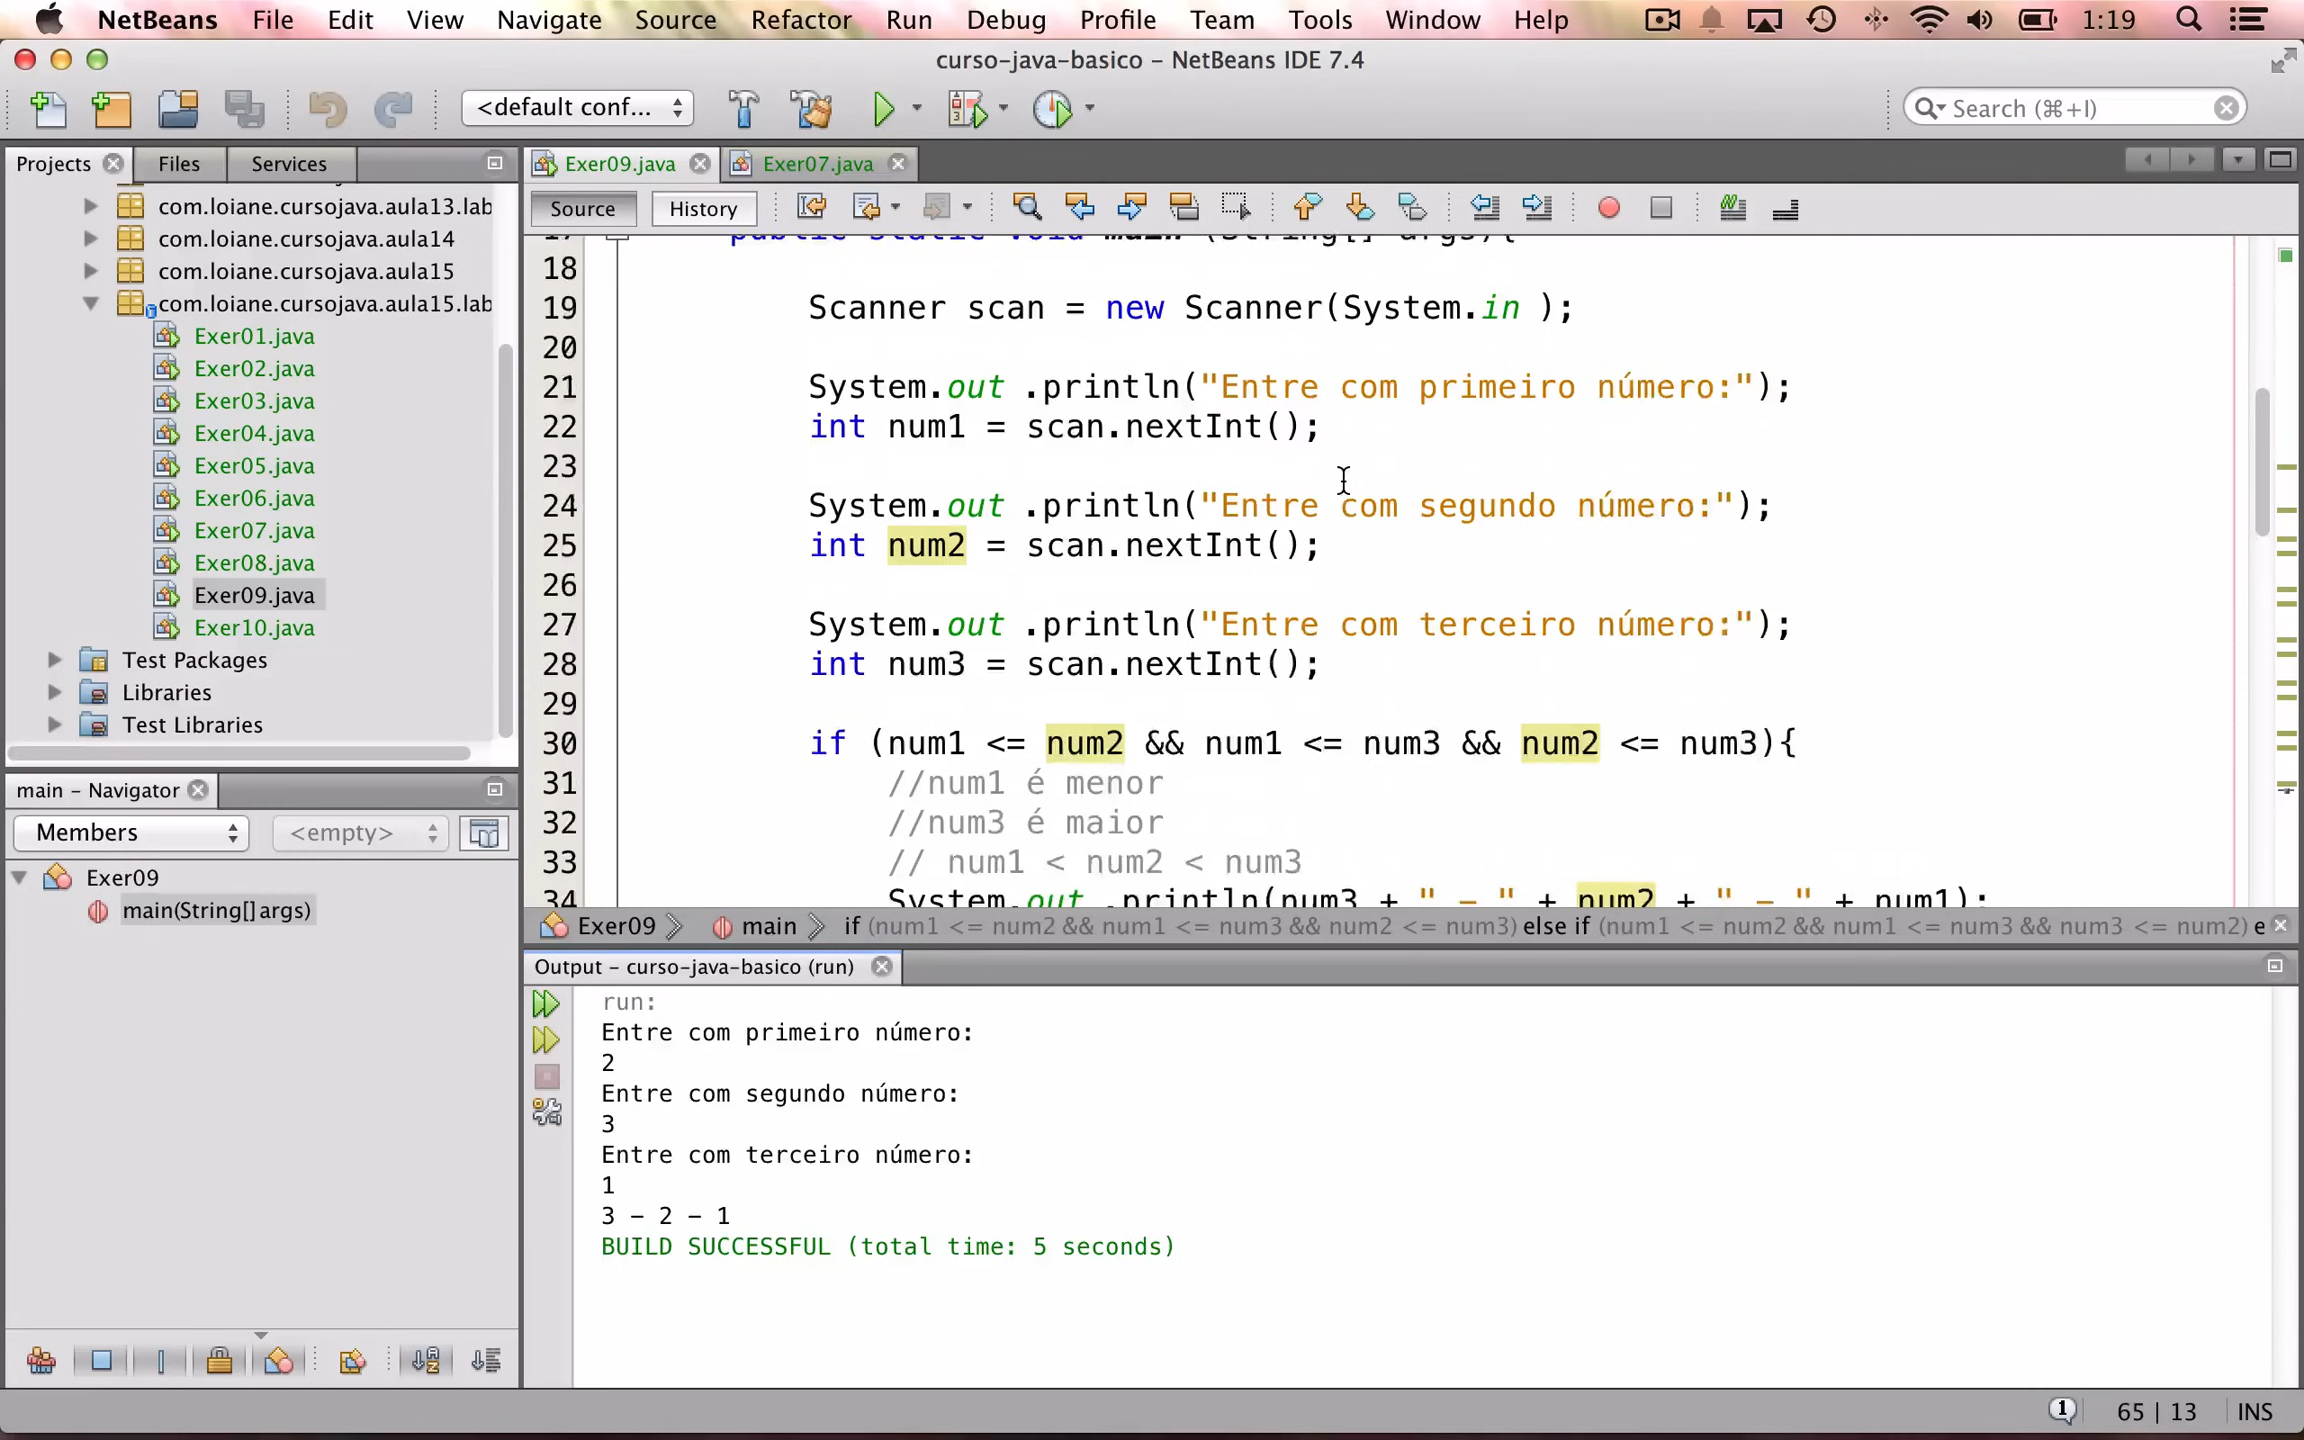 NetBeans File Edit View Navigate Source Refactor Run Debug Profile Team Tools Window Help 1:19
curso-java-basico – NetBeans IDE 7.4
<default conf... Search (⌘+I)
Projects Files Services
com.loiane.cursojava.aula13.lab
com.loiane.cursojava.aula14
com.loiane.cursojava.aula15
com.loiane.cursojava.aula15.lab
Exer01.java
Exer02.java
Exer03.java
Exer04.java
Exer05.java
Exer06.java
Exer07.java
Exer08.java
Exer09.java
Exer10.java
Test Packages
Libraries
Test Libraries
main – Navigator
Members <empty>
Exer09
main(String[] args)
Exer09.java Exer07.java
Source History
17 public static void main (String[] args){
18
19 Scanner scan = new Scanner(System.in );
20
21 System.out .println("Entre com primeiro número:");
22 int num1 = scan.nextInt();
23
24 System.out .println("Entre com segundo número:");
25 int num2 = scan.nextInt();
26
27 System.out .println("Entre com terceiro número:");
28 int num3 = scan.nextInt();
29
30 if (num1 <= num2 && num1 <= num3 && num2 <= num3){
31 //num1 é menor
32 //num3 é maior
33 // num1 < num2 < num3
34 System.out .println(num3 + " – " + num2 + " – " + num1);
Exer09 main if (num1 <= num2 && num1 <= num3 && num2 <= num3) else if (num1 <= num2 && num1 <= num3 && num3 <= num2) e
Output – curso-java-basico (run)
run:
Entre com primeiro número:
2
Entre com segundo número:
3
Entre com terceiro número:
1
3 – 2 – 1
BUILD SUCCESSFUL (total time: 5 seconds)
1 65 | 13 INS